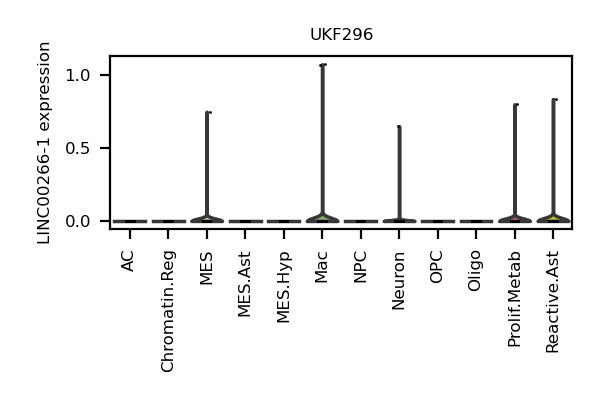 UKF296
LINC00266-1 expression
1.0
0.5
0.0
AC
Chromatin.Reg
MES
MES.Ast
MES.Hyp
Mac
NPC
Neuron
OPC
Oligo
Prolif.Metab
Reactive.Ast